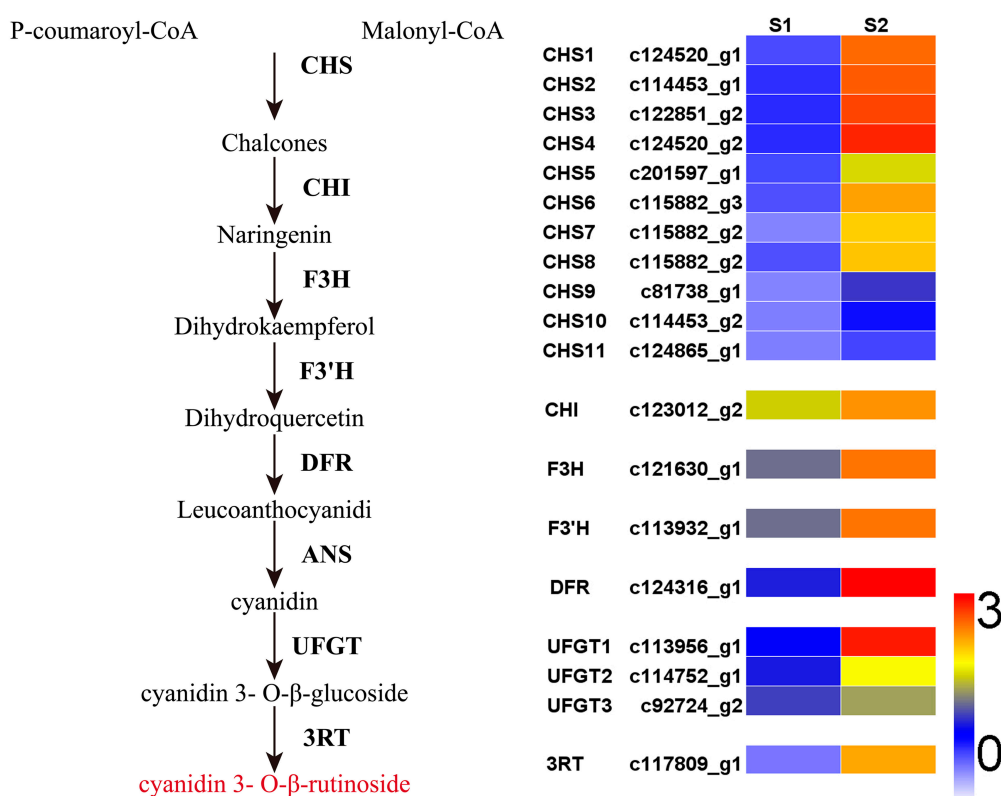 P-coumaroyl-CoA Malonyl-CoA
CHS
Chalcones
CHI
Naringenin
F3H
Dihydrokaempferol
F3'H
Dihydroquercetin
DFR
Leucoanthocyanidi
ANS
cyanidin
UFGT
cyanidin 3- O-β-glucoside
3RT
cyanidin 3- O-β-rutinoside
S1 S2
CHS1 c124520_g1
CHS2 c114453_g1
CHS3 c122851_g2
CHS4 c124520_g2
CHS5 c201597_g1
CHS6 c115882_g3
CHS7 c115882_g2
CHS8 c115882_g2
CHS9 c81738_g1
CHS10 c114453_g2
CHS11 c124865_g1
CHI c123012_g2
F3H c121630_g1
F3'H c113932_g1
DFR c124316_g1
UFGT1 c113956_g1
UFGT2 c114752_g1
UFGT3 c92724_g2
3RT c117809_g1
3
0